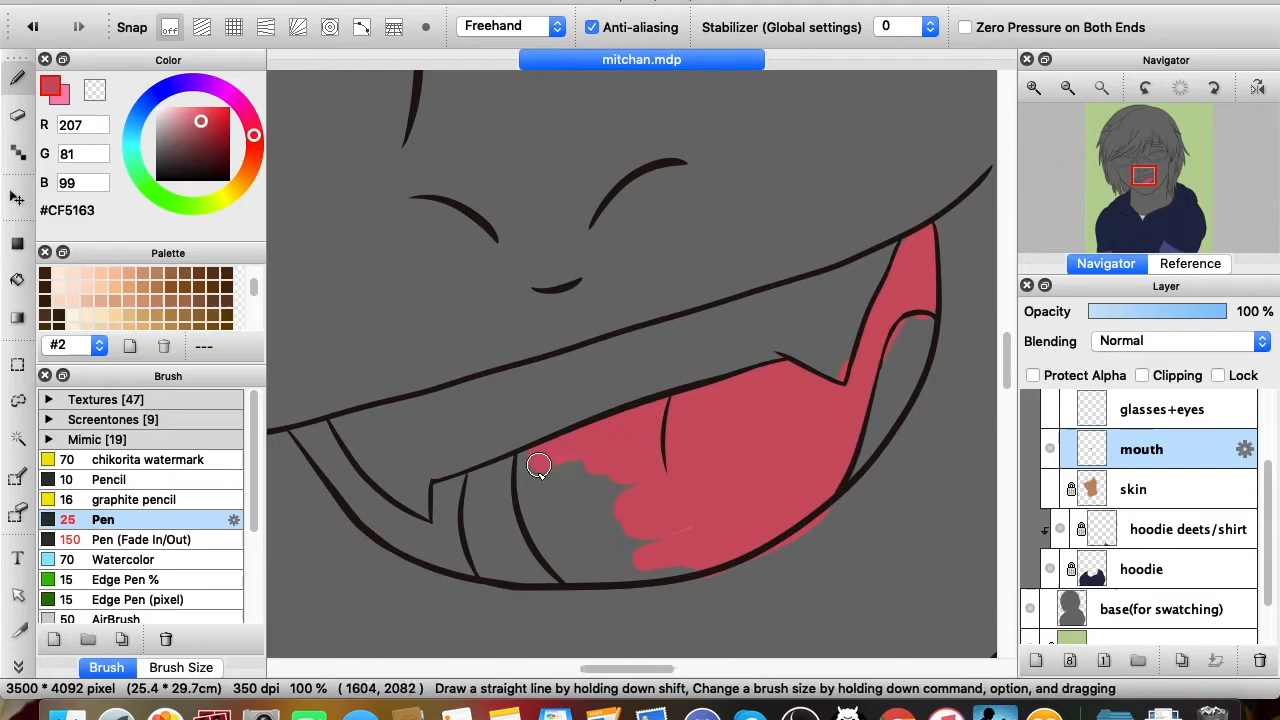 Snap
off
Freehand
Anti-aliasing
Stabilizer (Global settings)
0
Zero Pressure on Both Ends
Color
mitchan.mdp
Navigator
R 207
G 81
B 99
#CF5163
Palette
#2
---
Navigator
Reference
Layer
Opacity
100 %
Blending
Normal
Protect Alpha
Clipping
Lock
glasses+eyes
mouth
skin
hoodie deets/shirt
hoodie
base(for swatching)
Brush
Textures [47]
Screentones [9]
Mimic [19]
70 chikorita watermark
10 Pencil
16 graphite pencil
25 Pen
150 Pen (Fade In/Out)
70 Watercolor
15 Edge Pen %
15 Edge Pen (pixel)
50 AirBrush
Brush
Brush Size
3500 * 4092 pixel (25.4 * 29.7cm) 350 dpi 100 % ( 1604, 2082 ) Draw a straight line by holding down shift, Change a brush size by holding down command, option, and dragging